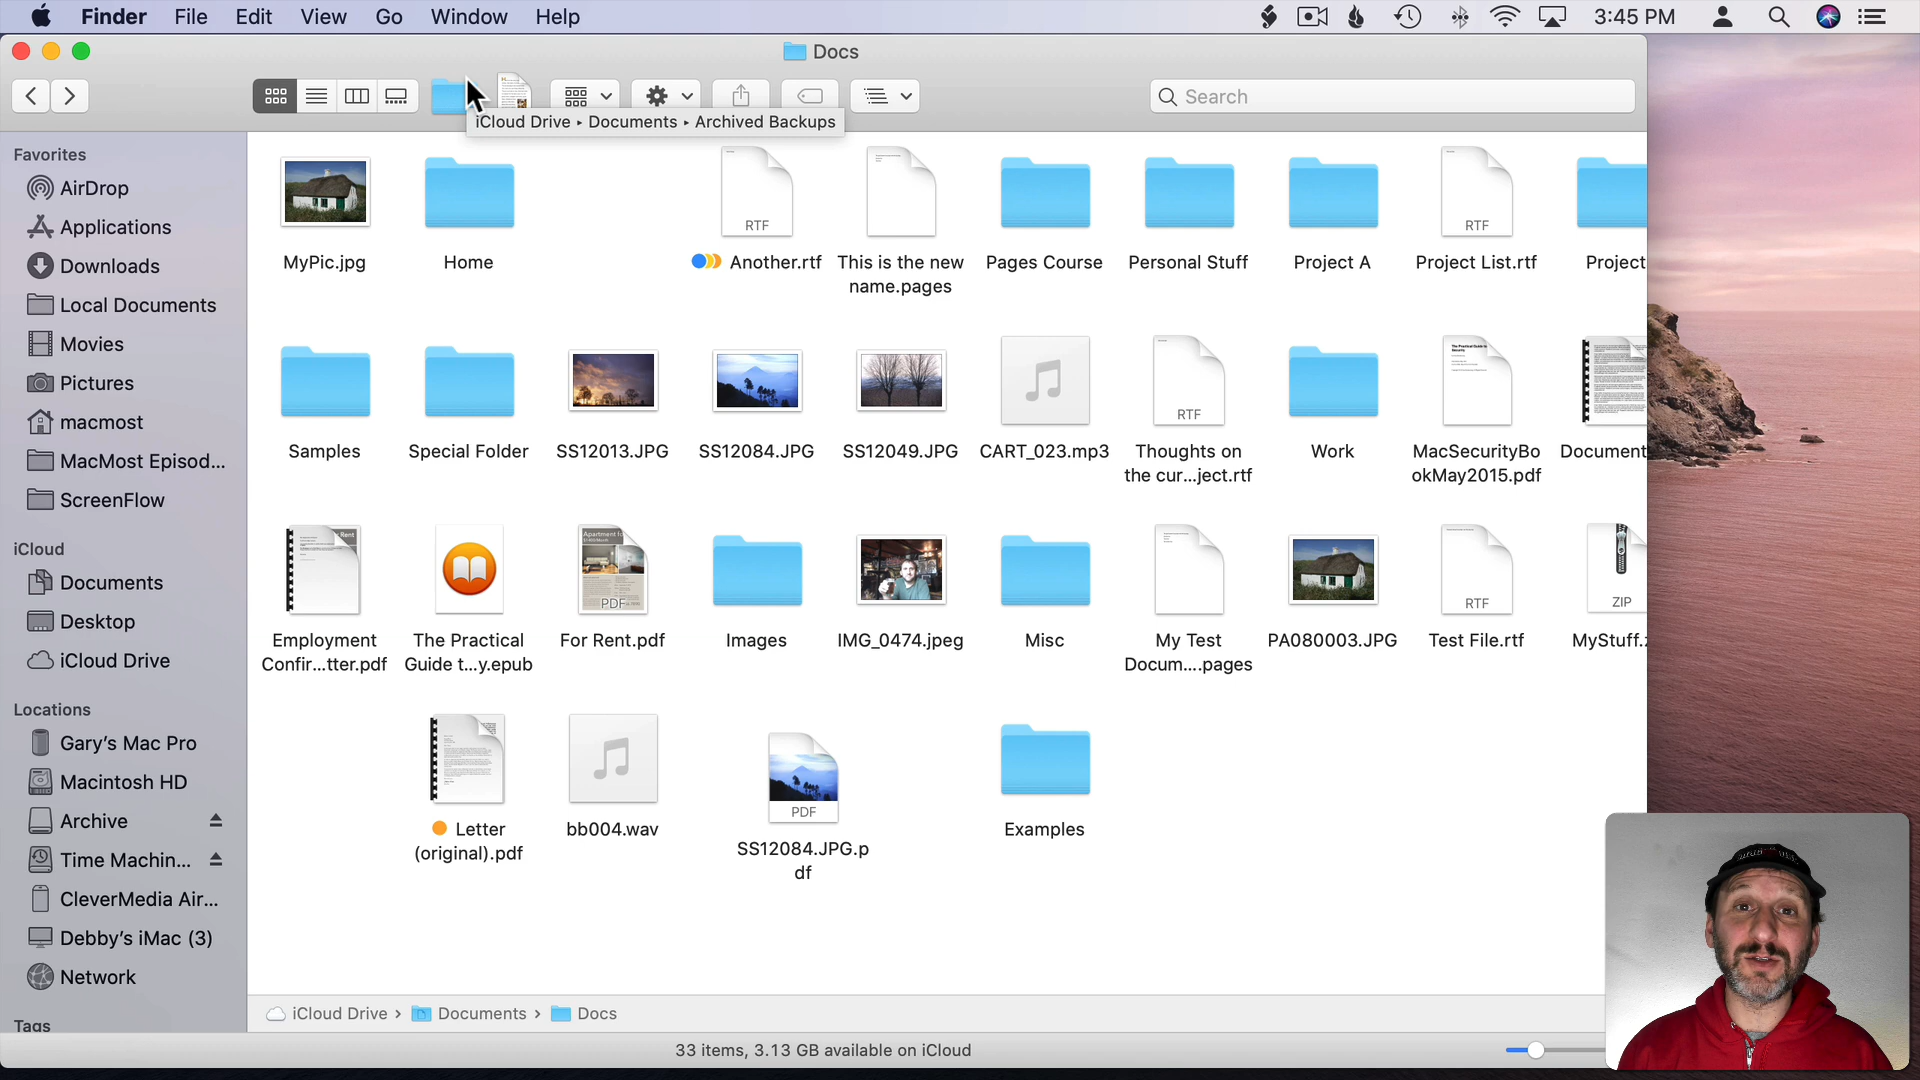 Finder File Edit View Go Window Help 3:45 PM
Docs
Search
iCloud Drive ▸ Documents ▸ Archived Backups
Favorites
AirDrop
Applications
Downloads
Local Documents
Movies
Pictures
macmost
MacMost Episod...
ScreenFlow
iCloud
Documents
Desktop
iCloud Drive
Locations
Gary's Mac Pro
Macintosh HD
Archive
Time Machin...
CleverMedia Air...
Debby's iMac (3)
Network
Tags
RTF RTF
MyPic.jpg Home Another.rtf This is the new Pages Course Personal Stuff Project A Project List.rtf Project
name.pages
RTF
Samples Special Folder SS12013.JPG SS12084.JPG SS12049.JPG CART_023.mp3 Thoughts on Work MacSecurityBo Document
the cur...ject.rtf okMay2015.pdf
PDF RTF ZIP
Employment The Practical For Rent.pdf Images IMG_0474.jpeg Misc My Test PA080003.JPG Test File.rtf MyStuff.z
Confir...tter.pdf Guide t...y.epub Docum....pages
PDF
Letter bb004.wav Examples
(original).pdf
SS12084.JPG.p
df
iCloud Drive › Documents › Docs
33 items, 3.13 GB available on iCloud